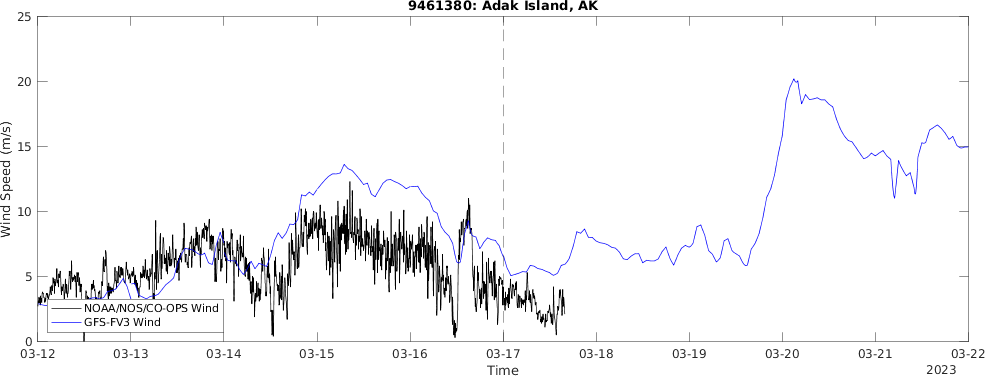 9461380: Adak Island, AK
Wind Speed (m/s)
25
20
15
10
5
0
NOAA/NOS/CO-OPS Wind
GFS-FV3 Wind
03-12 03-13 03-14 03-15 03-16 03-17 03-18 03-19 03-20 03-21 03-22
Time
2023